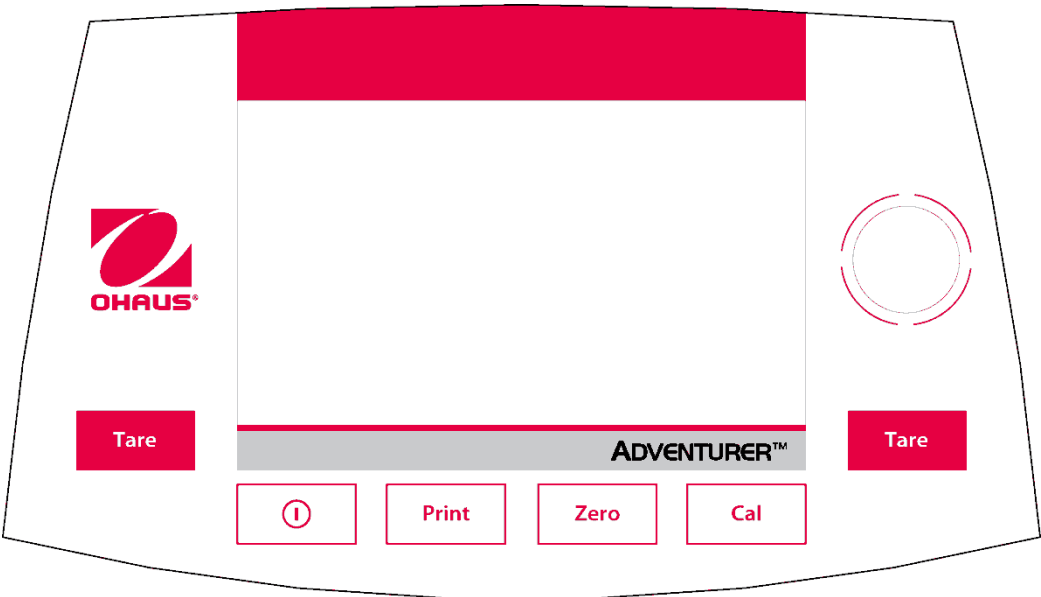 OHAUS®
Tare
Tare
ADVENTURER™
Print
Zero
Cal